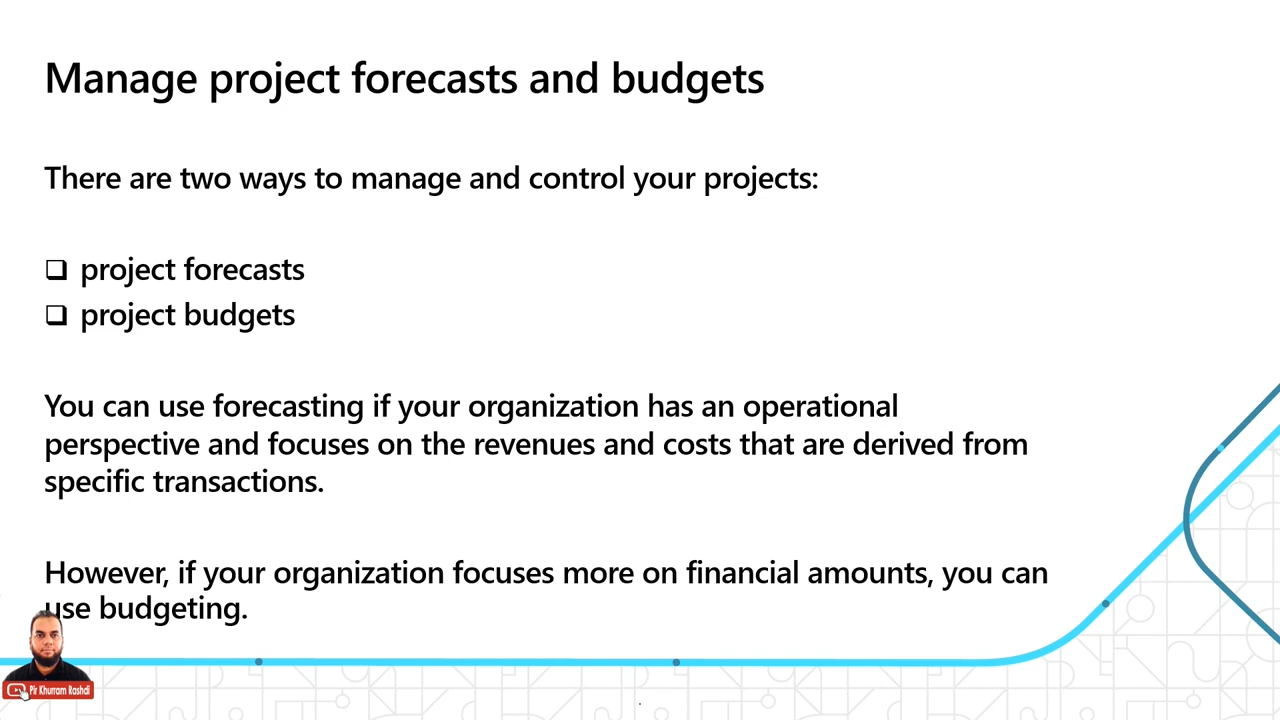 Manage project forecasts and budgets
There are two ways to manage and control your projects:
❑ project forecasts
❑ project budgets
You can use forecasting if your organization has an operational
perspective and focuses on the revenues and costs that are derived from
specific transactions.
However, if your organization focuses more on financial amounts, you can
use budgeting.
Pir Khurram Rashdi